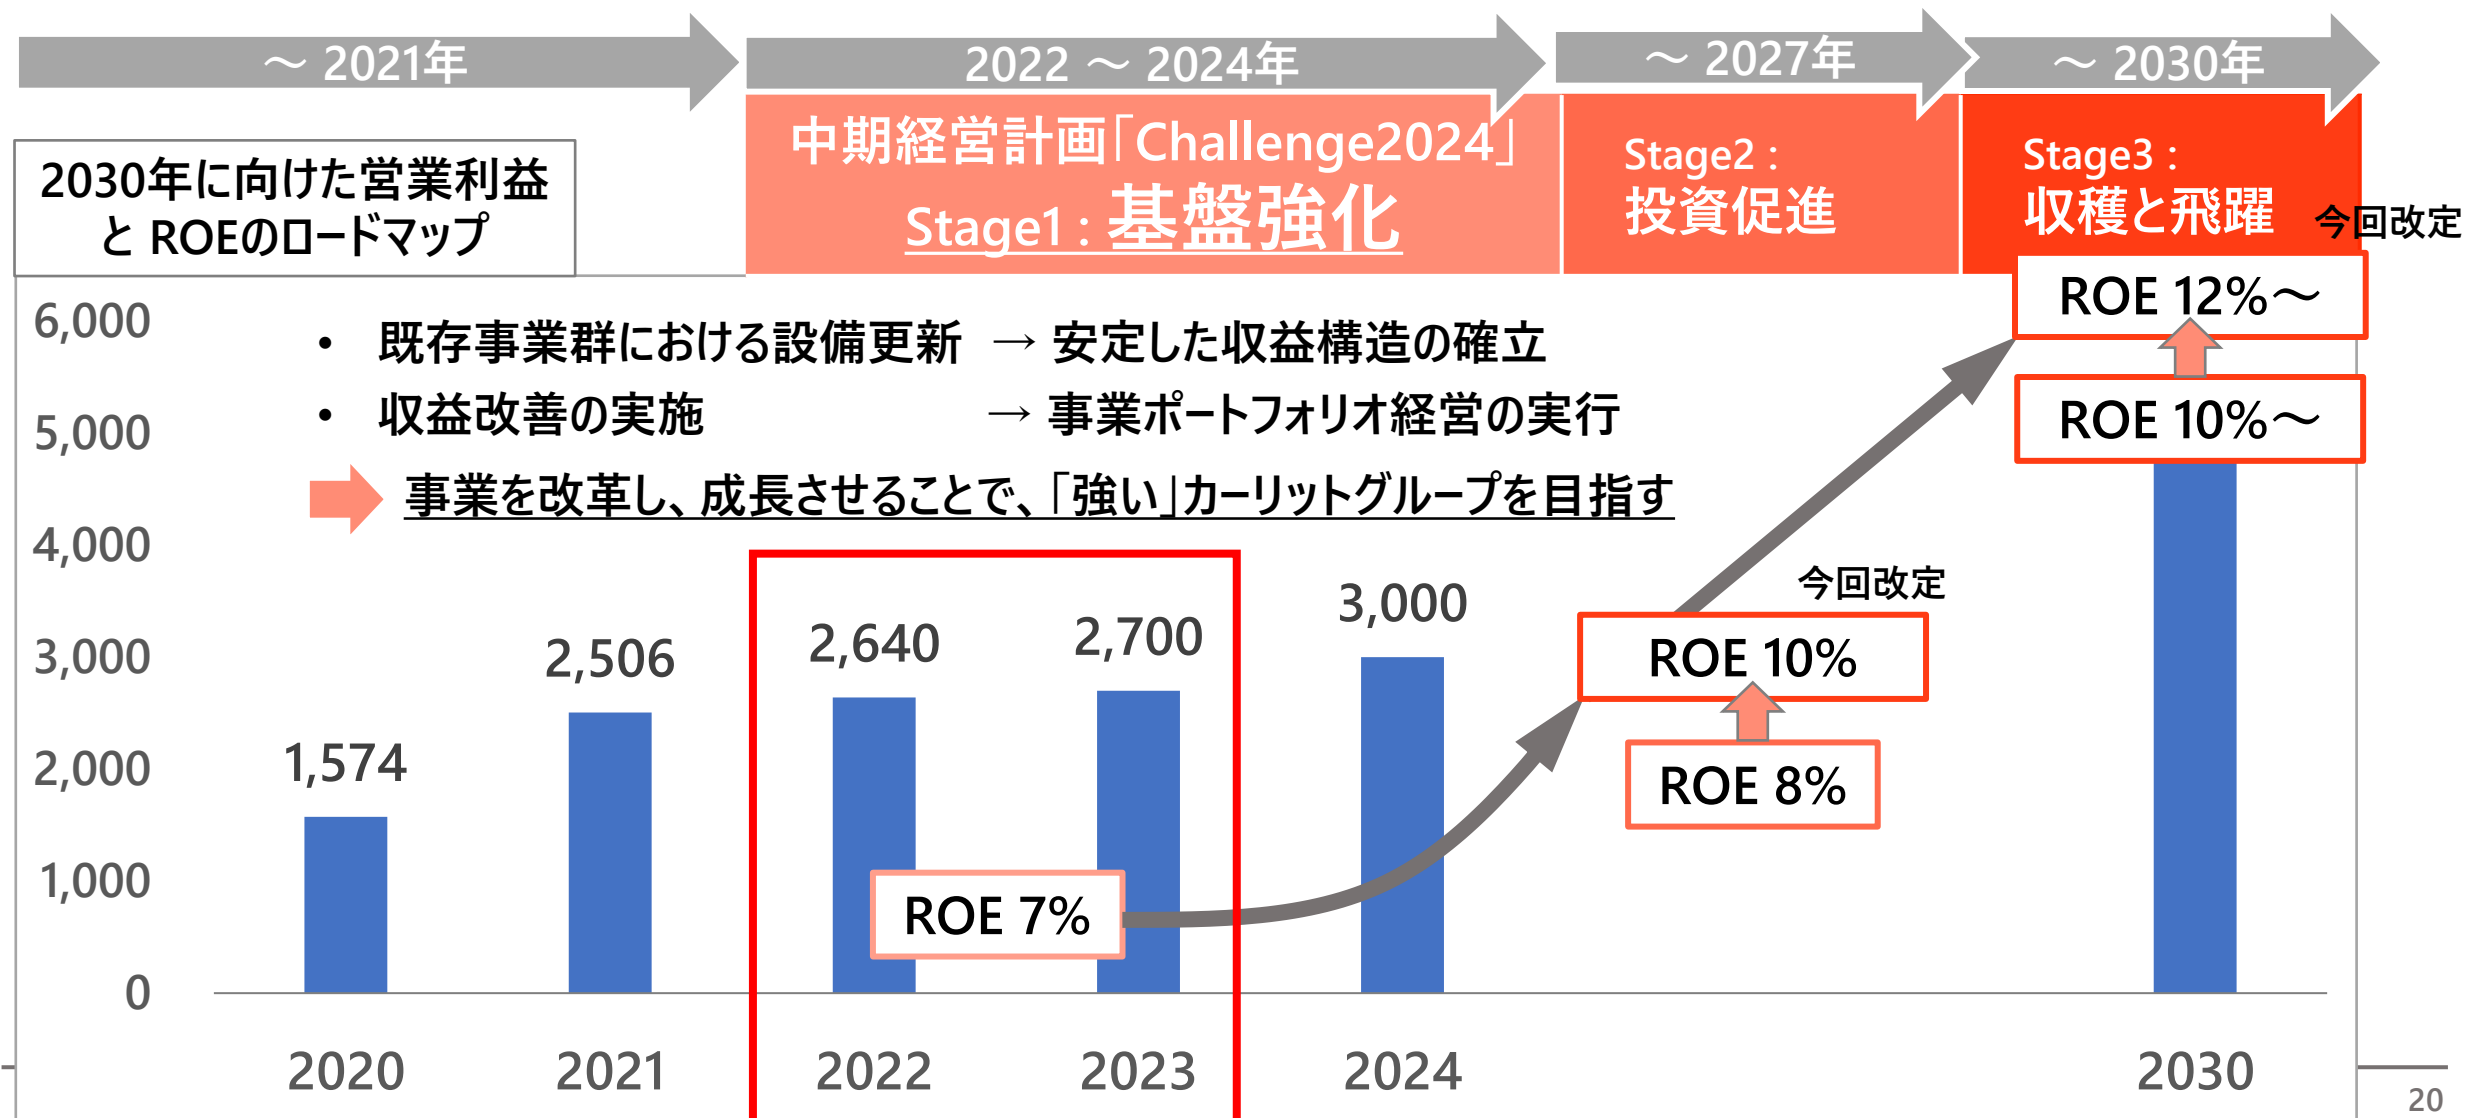 ～ 2021年
2022 ～ 2024年
～ 2027年
～ 2030年
2030年に向けた営業利益
と ROEのロードマップ
中期経営計画「Challenge2024」
Stage1 : 基盤強化
Stage2 :
投資促進
Stage3 :
収穫と飛躍
今回改定
ROE 12%～
ROE 10%～
• 既存事業群における設備更新 → 安定した収益構造の確立
• 収益改善の実施 → 事業ポートフォリオ経営の実行
事業を改革し、成長させることで、「強い」カーリットグループを目指す
6,000
5,000
4,000
3,000
2,000
1,000
0
1,574
2,506
2,640
2,700
3,000
今回改定
ROE 10%
ROE 8%
ROE 7%
2020
2021
2022
2023
2024
2030
20